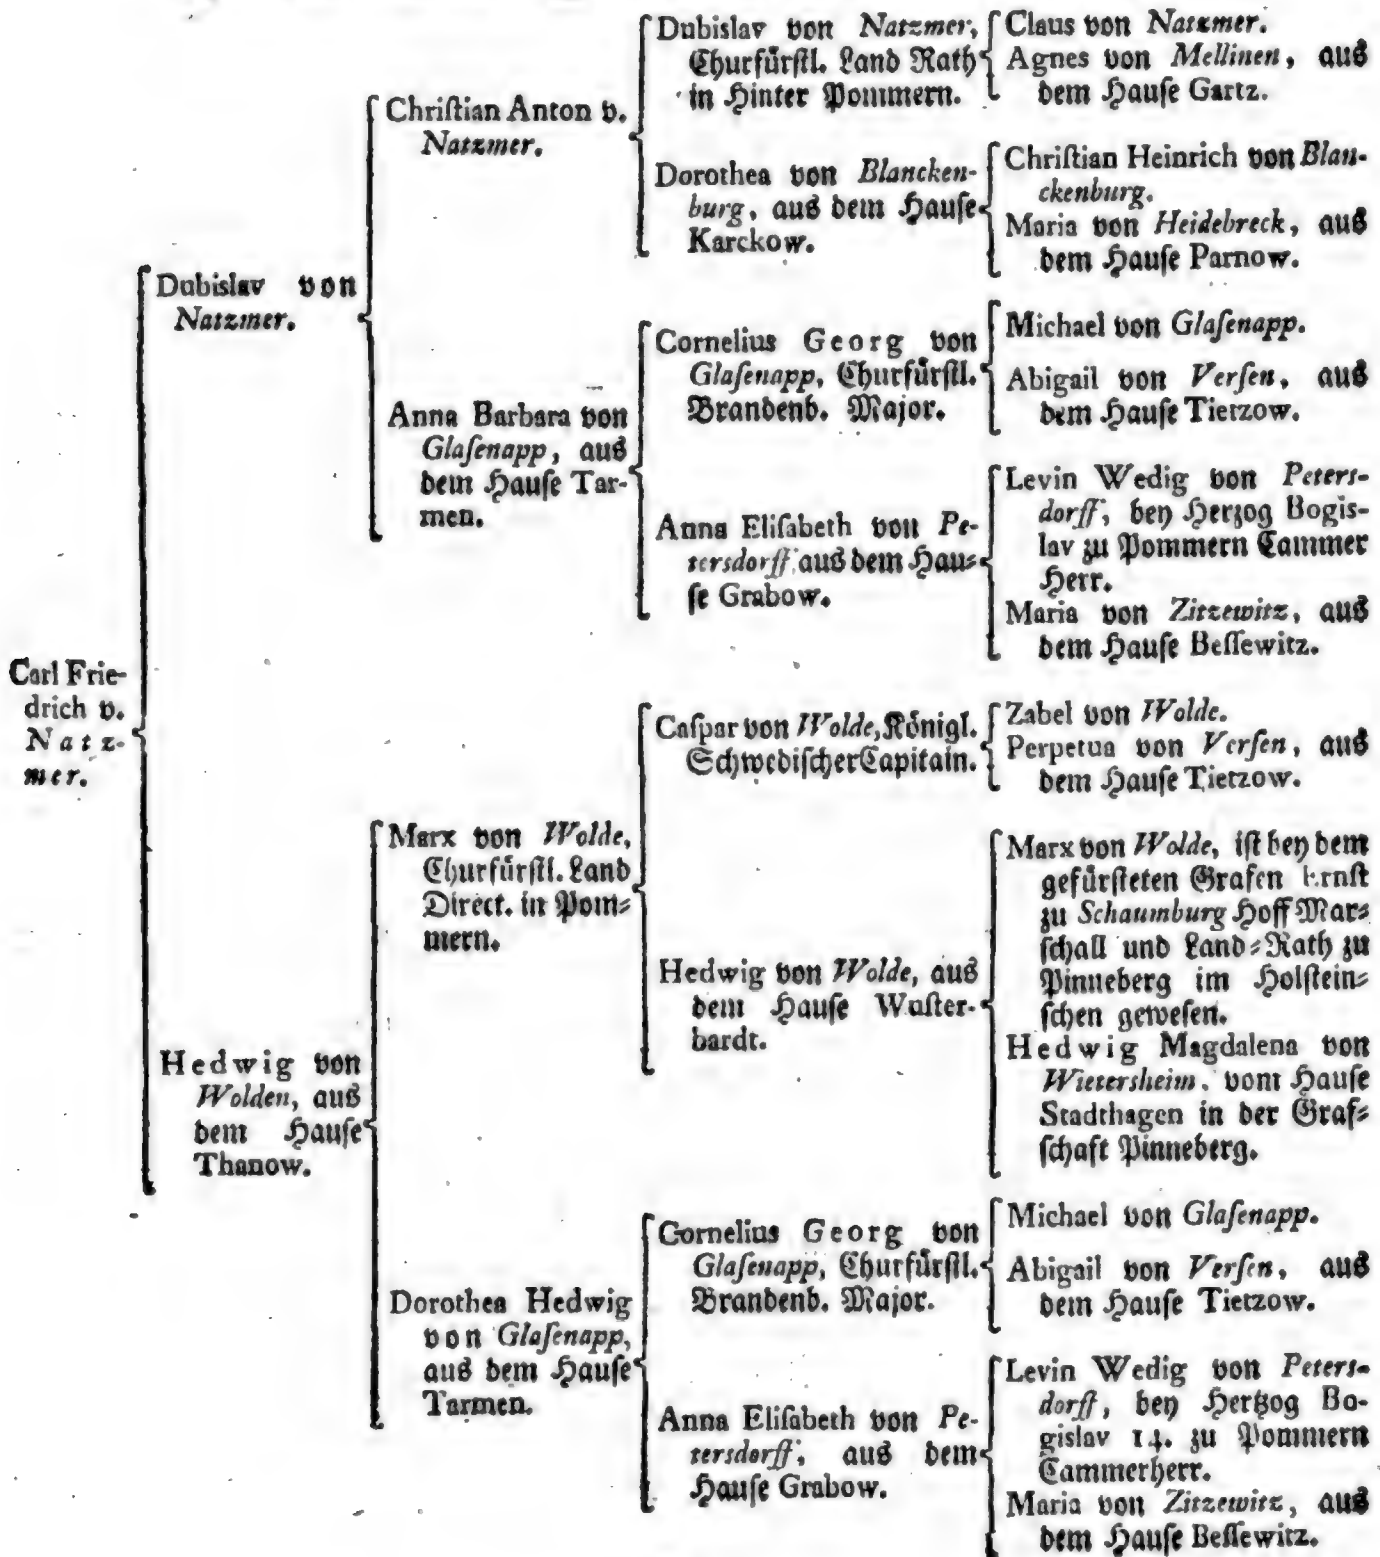 Carl Frie-
drich v.
Natz-
mer.
Dubislav von
Natzmer.
Hedwig von
Wolden, aus
dem Hause
Thanow.
Christian Anton v.
Natzmer.
Anna Barbara von
Glaſenapp, aus
dem Hauſe Tar-
men.
Marx von Wolde,
Churfürſtl. Land
Direct. in Pom-
mern.
Dorothea Hedwig
von Glaſenapp,
aus dem Hauſe
Tarmen.
Dubislav von Natzmer,
Churfürſtl. Land Rath
in Hinter Pommern.
Dorothea von Blancken-
burg, aus dem Hauſe
Karckow.
Cornelius Georg von
Glaſenapp, Churfürſtl.
Brandenb. Major.
Anna Eliſabeth von Pe-
tersdorff, aus dem Hau-
ſe Grabow.
Caſpar von Wolde, Königl.
Schwediſcher Capitain.
Hedwig von Wolde, aus
dem Hauſe Wuſter-
bardt.
Cornelius Georg von
Glaſenapp, Churfürſtl.
Brandenb. Major.
Anna Eliſabeth von Pe-
tersdorff, aus dem
Hauſe Grabow.
Claus von Natzmer.
Agnes von Mellinen, aus
dem Hauſe Gartz.
Chriſtian Heinrich von Blan-
ckenburg.
Maria von Heidebreck, aus
dem Hauſe Parnow.
Michael von Glaſenapp.
Abigail von Verſen, aus
dem Hauſe Tietzow.
Levin Wedig von Peters-
dorff, bey Herzog Bogis-
lav zu Pommern Cammer
Herr.
Maria von Zitzewitz, aus
dem Hauſe Beſſewitz.
Zabel von Wolde.
Perpetua von Verſen, aus
dem Hauſe Tietzow.
Marx von Wolde, iſt bey dem
gefürſteten Grafen Ernſt
zu Schaumburg Hoff Mar-
ſchall und Land-Rath zu
Pinneberg im Holſtein-
ſchen geweſen.
Hedwig Magdalena von
Wietersheim, vom Hauſe
Stadthagen in der Graf-
ſchaft Pinneberg.
Michael von Glaſenapp.
Abigail von Verſen, aus
dem Hauſe Tietzow.
Levin Wedig von Peters-
dorff, bey Hertzog Bo-
gislav 14. zu Pommern
Cammerherr.
Maria von Zitzewitz, aus
dem Hauſe Beſſewitz.